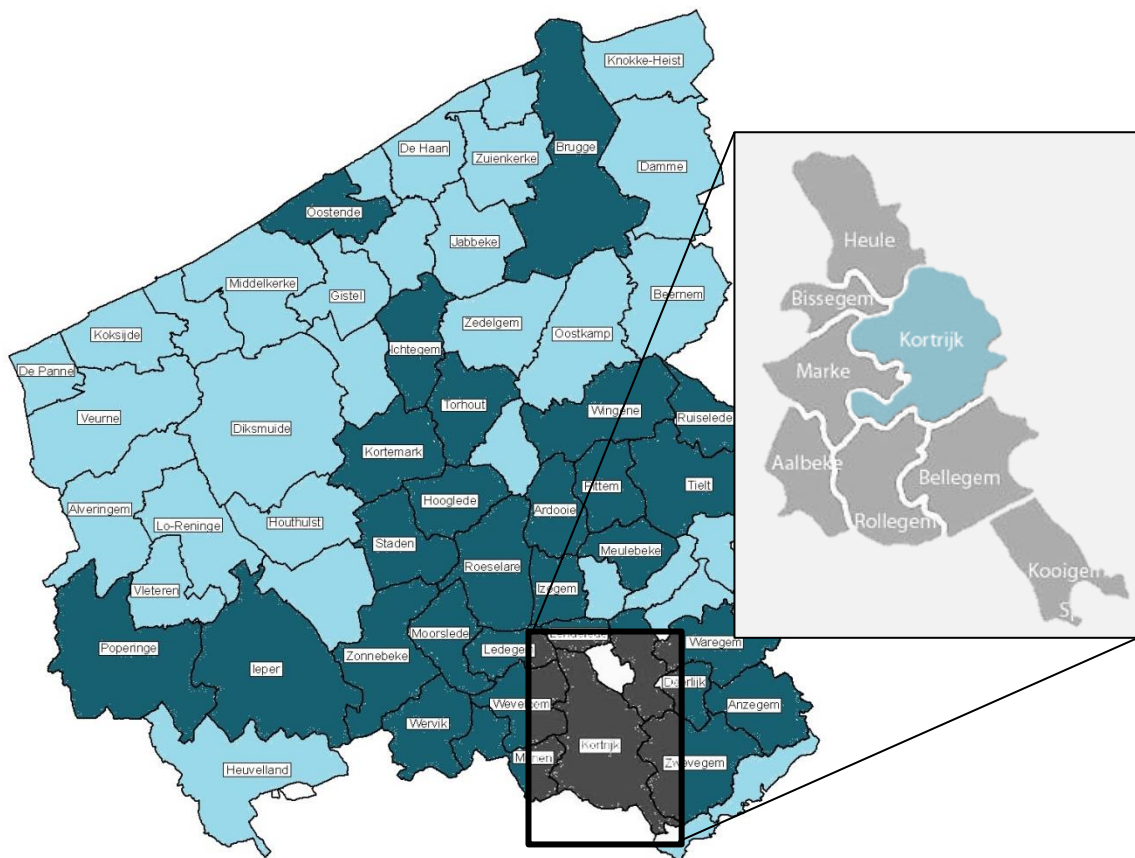 Knokke-Heist
De Haan
Zuienkerke
Brugge
Damme
Oostende
Jabbeke
Middelkerke
Gistel
Beernem
Koksijde
Zedelgem
Oostkamp
Ichtegem
De Panne
Torhout
Veurne
Wingene
Ruiselede
Diksmuide
Kortemark
Tielt
Hooglede
Ardooie
Alveringem
Lo-Reninge
Houthulst
Staden
Meulebeke
Roeselare
Vleteren
Izegem
Moorslede
Poperinge
Ieper
Zonnebeke
Ledegem
Waregem
Deerlijk
Anzegem
Wervik
Kortrijk
Zwevegem
Heuvelland
Heule
Bissegem
Kortrijk
Marke
Aalbeke
Bellegem
Rollegem
Kooigem
S.